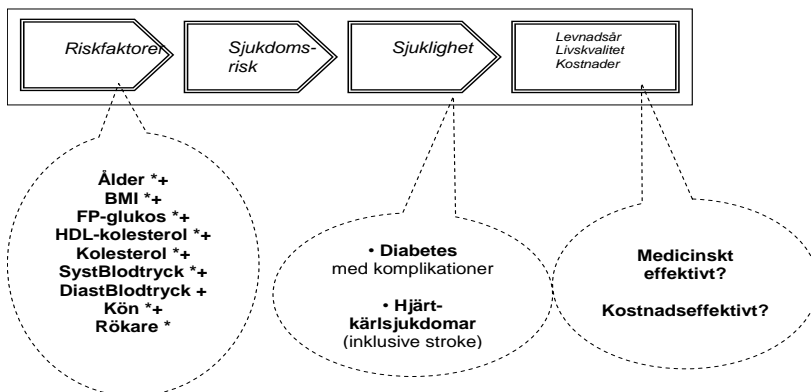 Riskfaktorer
Sjukdoms-
risk
Sjuklighet
Levnadsår
Livskvalitet
Kostnader
Ålder *+
BMI *+
FP-glukos *+
HDL-kolesterol *+
Kolesterol *+
SystBlodtryck *+
DiastBlodtryck +
Kön *+
Rökare *
• Diabetes
med komplikationer
• Hjärt-
kärlsjukdomar
(inklusive stroke)
Medicinskt
effektivt?
Kostnadseffektivt?